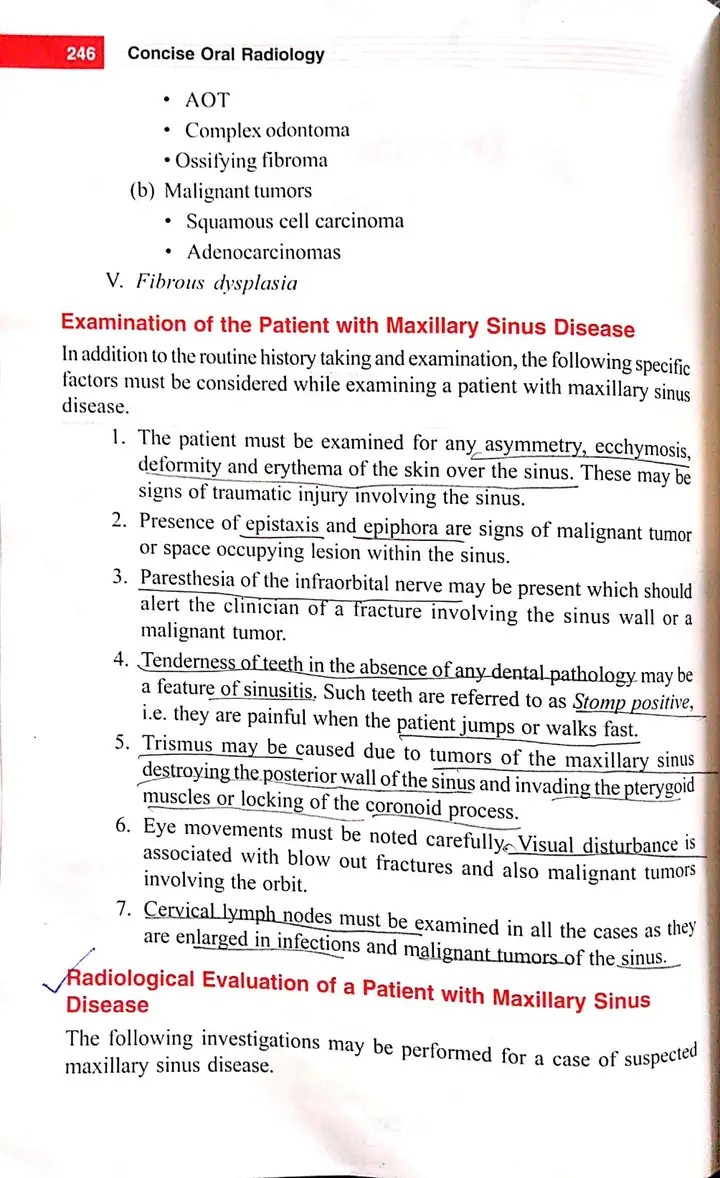 246 Concise Oral Radiology
• AOT
• Complex odontoma
• Ossifying fibroma
(b) Malignant tumors
• Squamous cell carcinoma
• Adenocarcinomas
V. Fibrous dysplasia
Examination of the Patient with Maxillary Sinus Disease
In addition to the routine history taking and examination, the following specific
factors must be considered while examining a patient with maxillary sinus
disease.
1. The patient must be examined for any asymmetry, ecchymosis,
deformity and erythema of the skin over the sinus. These may be
signs of traumatic injury involving the sinus.
2. Presence of epistaxis and epiphora are signs of malignant tumor
or space occupying lesion within the sinus.
3. Paresthesia of the infraorbital nerve may be present which should
alert the clinician of a fracture involving the sinus wall or a
malignant tumor.
4. Tenderness of teeth in the absence of any dental pathology may be
a feature of sinusitis. Such teeth are referred to as Stomp positive,
i.e. they are painful when the patient jumps or walks fast.
5. Trismus may be caused due to tumors of the maxillary sinus
destroying the posterior wall of the sinus and invading the pterygoid
muscles or locking of the coronoid process.
6. Eye movements must be noted carefully. Visual disturbance is
associated with blow out fractures and also malignant tumors
involving the orbit.
7. Cervical lymph nodes must be examined in all the cases as they
are enlarged in infections and malignant tumors of the sinus.
Radiological Evaluation of a Patient with Maxillary Sinus
Disease
The following investigations may be performed for a case of suspected
maxillary sinus disease.